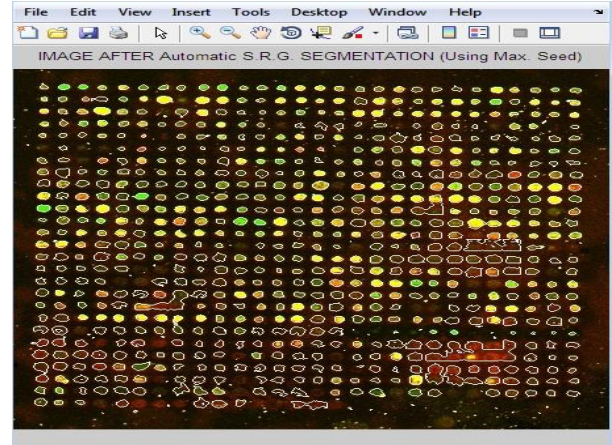 File Edit View Insert Tools Desktop Window Help
IMAGE AFTER Automatic S.R.G. SEGMENTATION (Using Max. Seed)